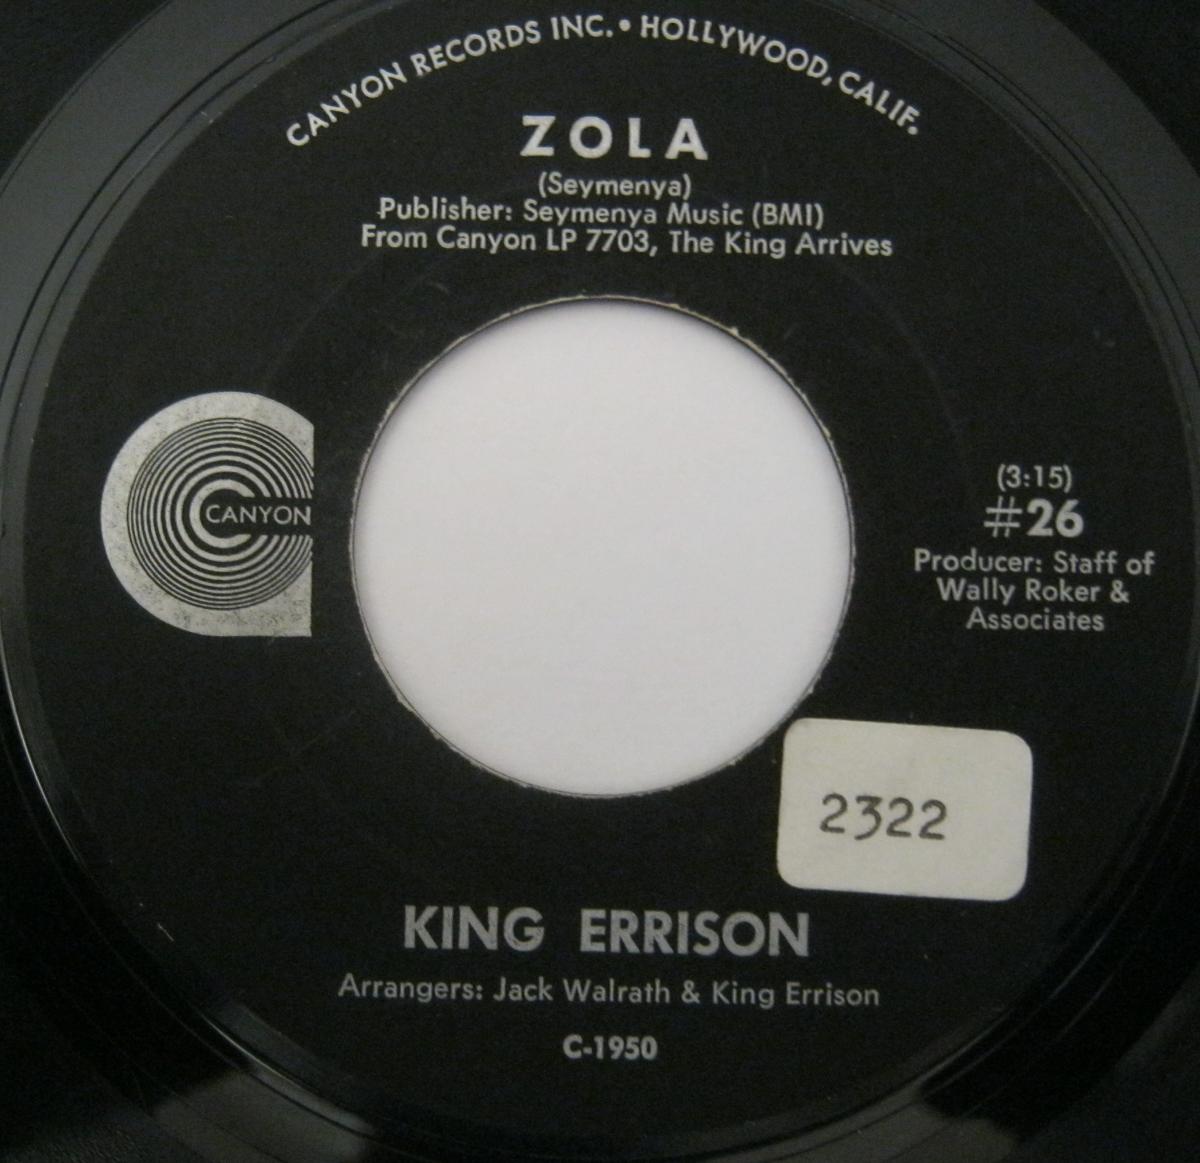 CANYON RECORDS INC. • HOLLYWOOD, CALIF.
ZOLA
(Seymenya)
Publisher: Seymenya Music (BMI)
From Canyon LP 7703, The King Arrives
CANYON
(3:15)
#26
Producer: Staff of
Wally Roker &
Associates
2322
KING ERRISON
Arrangers: Jack Walrath & King Errison
C-1950